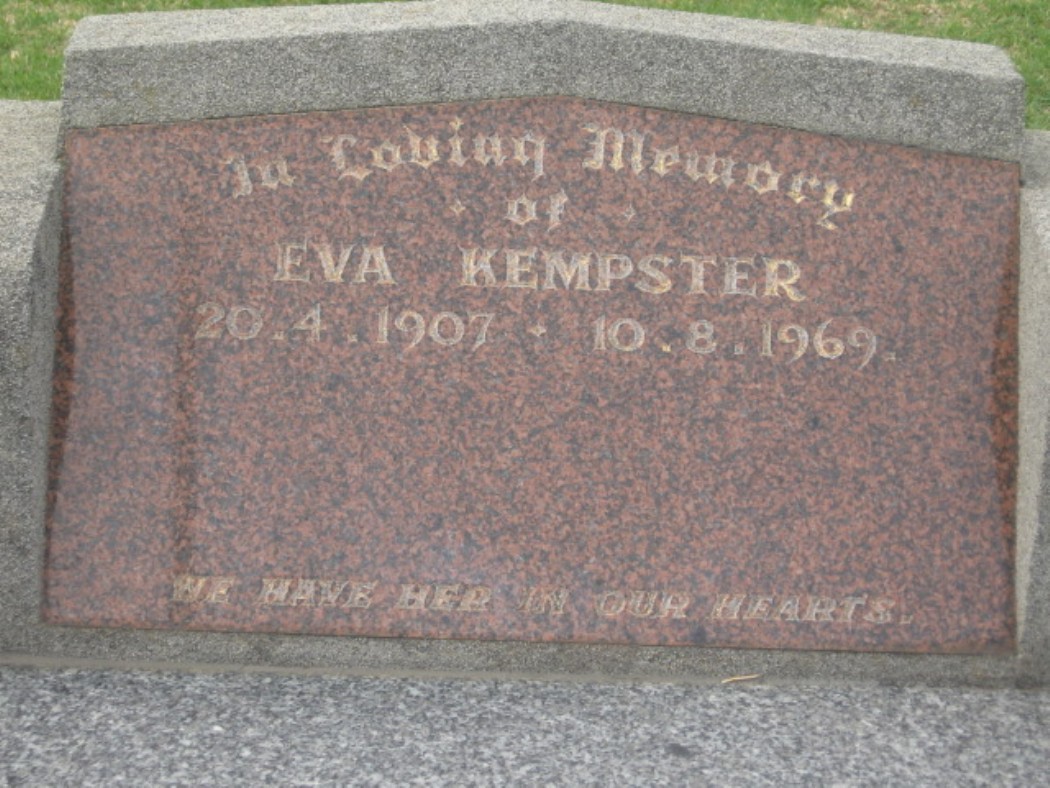 In Loving Memory
of
EVA KEMPSTER
20.4.1907 · 10.8.1969.
WE HAVE HER IN OUR HEARTS.